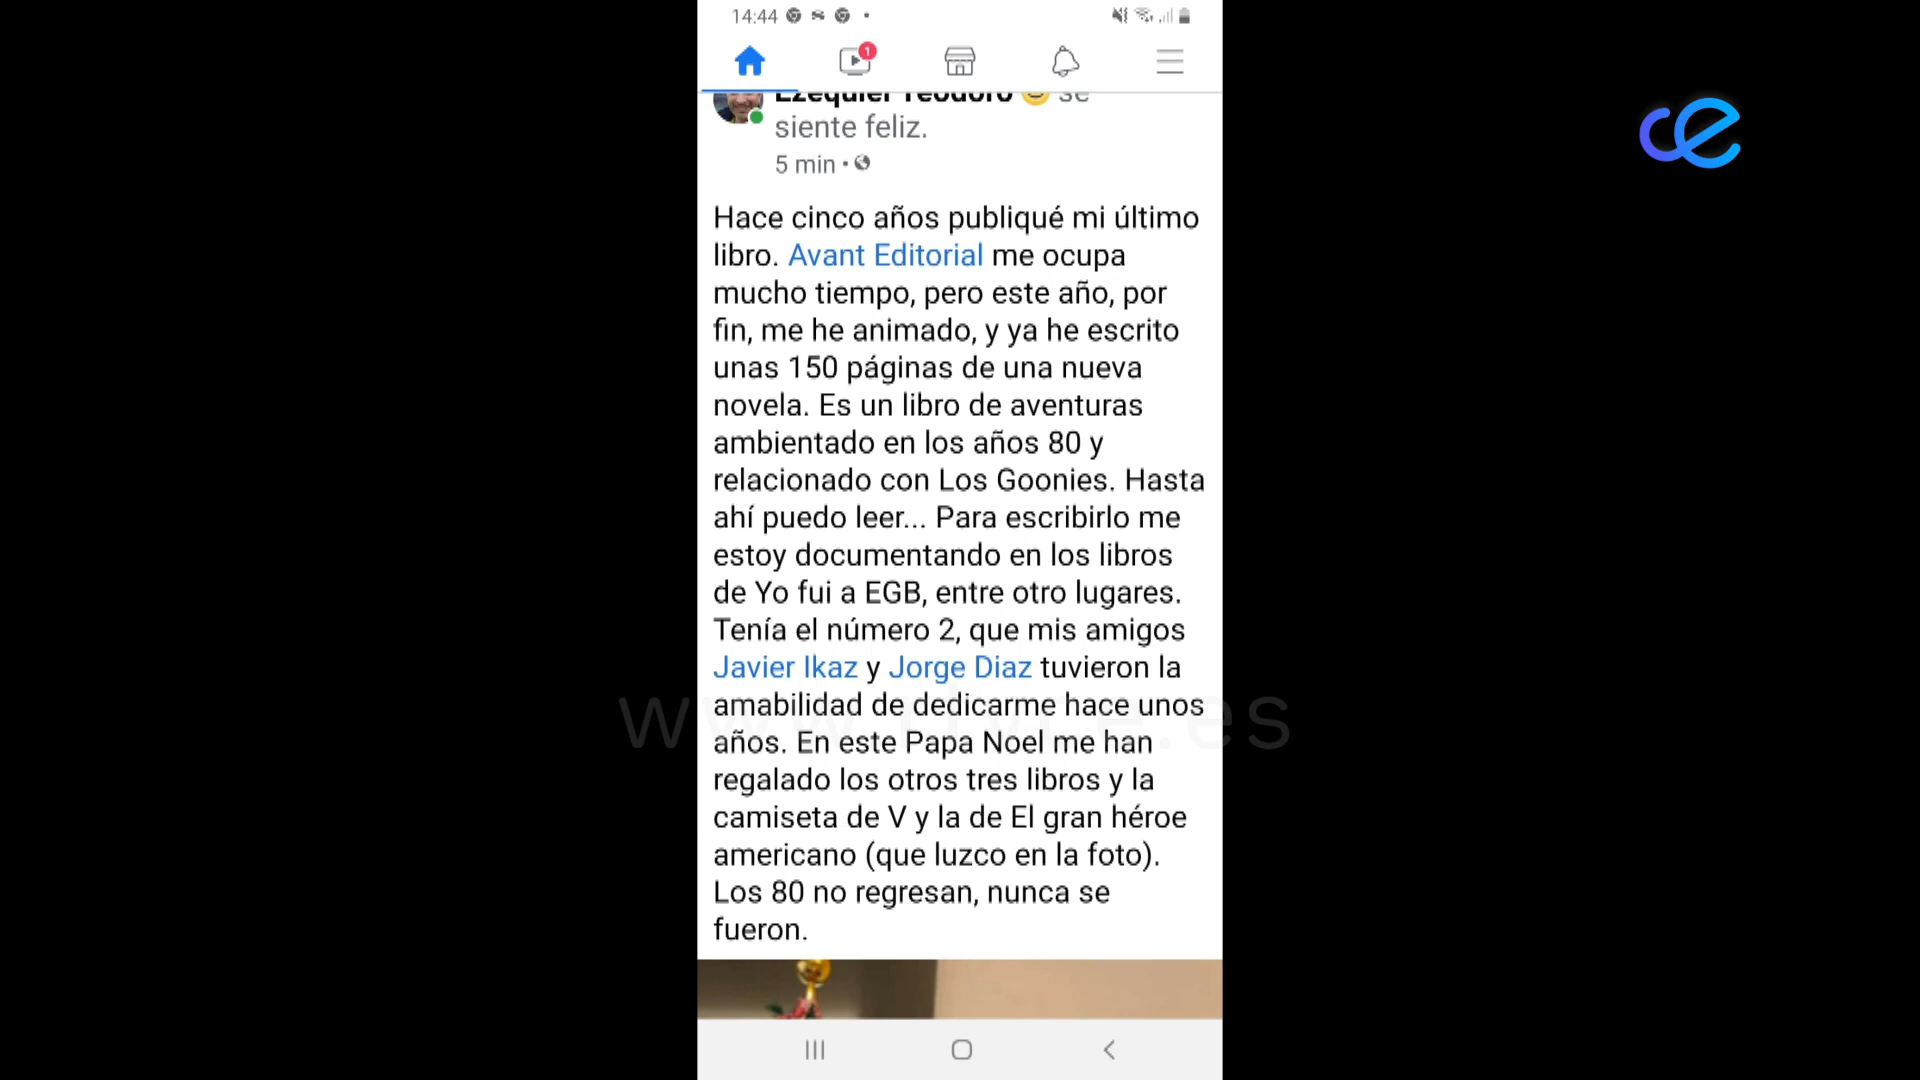 14:44
1
Ezequiel Teodoro 😊 se
siente feliz.
5 min •
Hace cinco años publiqué mi último
libro. Avant Editorial me ocupa
mucho tiempo, pero este año, por
fin, me he animado, y ya he escrito
unas 150 páginas de una nueva
novela. Es un libro de aventuras
ambientado en los años 80 y
relacionado con Los Goonies. Hasta
ahí puedo leer... Para escribirlo me
estoy documentando en los libros
de Yo fui a EGB, entre otro lugares.
Tenía el número 2, que mis amigos
Javier Ikaz y Jorge Diaz tuvieron la
amabilidad de dedicarme hace unos
años. En este Papa Noel me han
regalado los otros tres libros y la
camiseta de V y la de El gran héroe
americano (que luzco en la foto).
Los 80 no regresan, nunca se
fueron.
ce